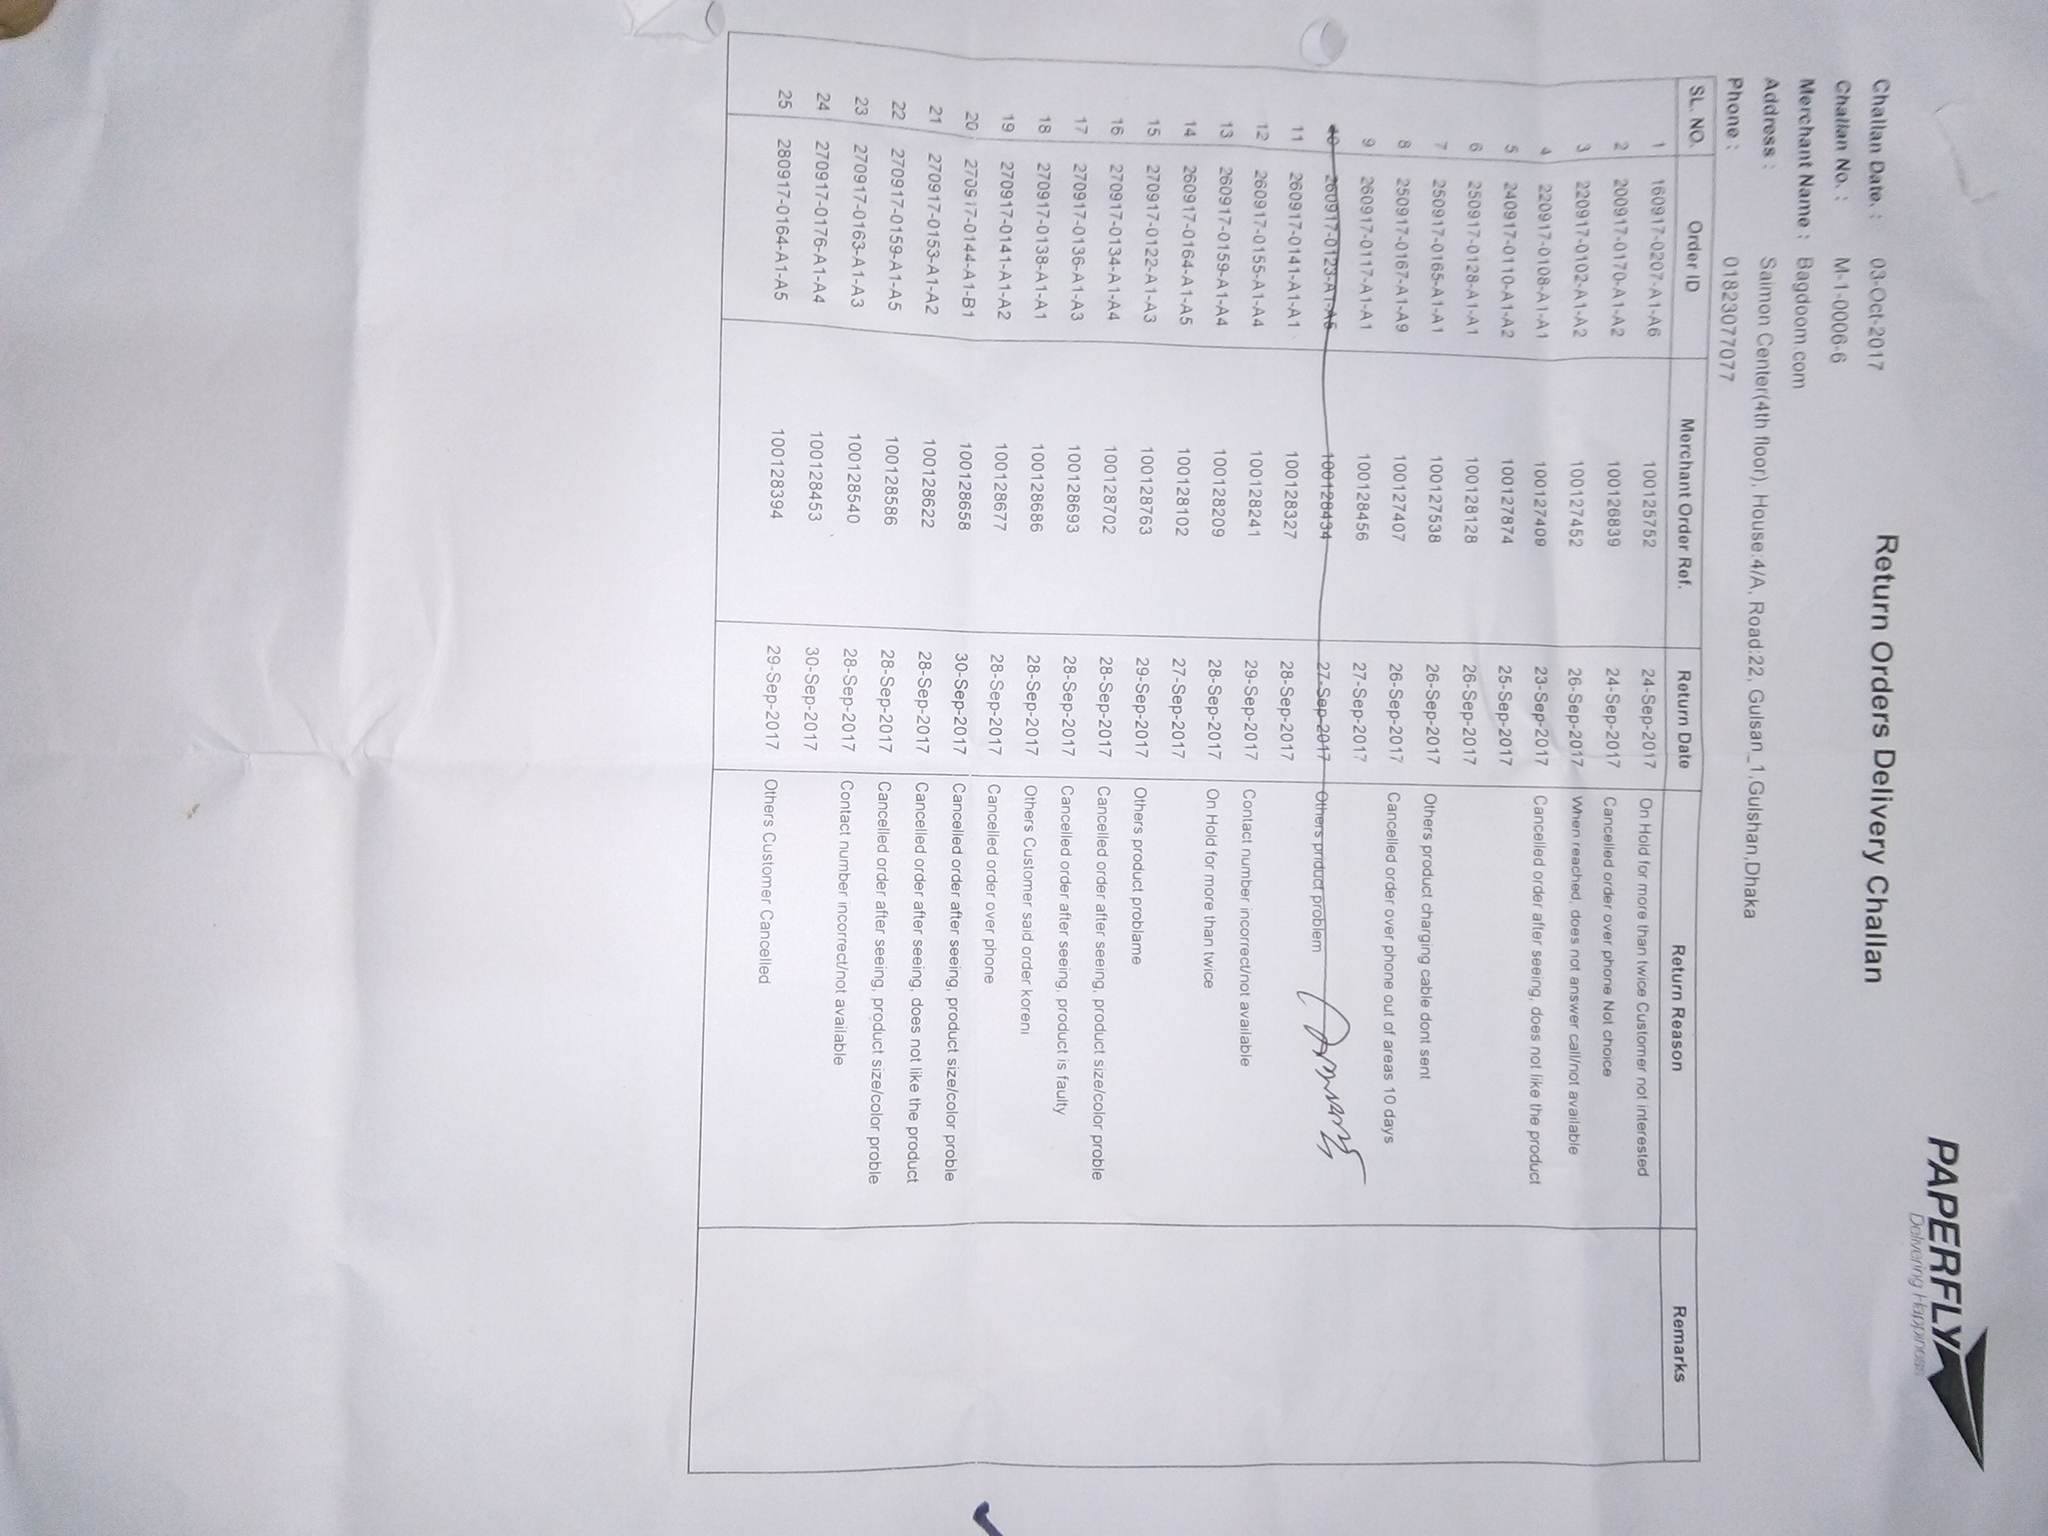 PAPERFLY
Delivering Happiness
Return Orders Delivery Challan
Challan Date. : 03-Oct-2017
Challan No. : M-1-0006-6
Merchant Name : Bagdoom.com
Address : Saimon Center(4th floor), House:4/A, Road:22, Gulsan_1,Gulshan,Dhaka
Phone : 01823077077
SL. NO. Order ID Merchant Order Ref. Return Date Return Reason Remarks
1 160917-0207-A1-A6 100125752 24-Sep-2017 On Hold for more than twice Customer not interested
2 200917-0170-A1-A2 100126839 24-Sep-2017 Cancelled order over phone Not choice
3 220917-0102-A1-A2 100127452 26-Sep-2017 When reached, does not answer call/not available
4 220917-0108-A1-A1 100127409 23-Sep-2017 Cancelled order after seeing, does not like the product
5 240917-0110-A1-A2 100127874 25-Sep-2017
6 250917-0128-A1-A1 100128128 26-Sep-2017
7 250917-0165-A1-A1 100127538 26-Sep-2017 Others product charging cable dont sent
8 250917-0167-A1-A9 100127407 26-Sep-2017 Cancelled order over phone out of areas 10 days
9 260917-0117-A1-A1 100128456 27-Sep-2017
10 260917-0123-A1-A5 100128434 27-Sep-2017 Others priduct problem
11 260917-0141-A1-A1 100128327 28-Sep-2017
12 260917-0155-A1-A4 100128241 29-Sep-2017 Contact number incorrect/not available
13 260917-0159-A1-A4 100128209 28-Sep-2017 On Hold for more than twice
14 260917-0164-A1-A5 100128102 27-Sep-2017
15 270917-0122-A1-A3 100128763 29-Sep-2017 Others product problame
16 270917-0134-A1-A4 100128702 28-Sep-2017 Cancelled order after seeing, product size/color proble
17 270917-0136-A1-A3 100128693 28-Sep-2017 Cancelled order after seeing, product is faulty
18 270917-0138-A1-A1 100128686 28-Sep-2017 Others Customer said order koreni
19 270917-0141-A1-A2 100128677 28-Sep-2017 Cancelled order over phone
20 270917-0144-A1-B1 100128658 30-Sep-2017 Cancelled order after seeing, product size/color proble
21 270917-0153-A1-A2 100128622 28-Sep-2017 Cancelled order after seeing, does not like the product
22 270917-0159-A1-A5 100128586 28-Sep-2017 Cancelled order after seeing, product size/color proble
23 270917-0163-A1-A3 100128540 28-Sep-2017 Contact number incorrect/not available
24 270917-0176-A1-A4 100128453 30-Sep-2017
25 280917-0164-A1-A5 100128394 29-Sep-2017 Others Customer Cancelled